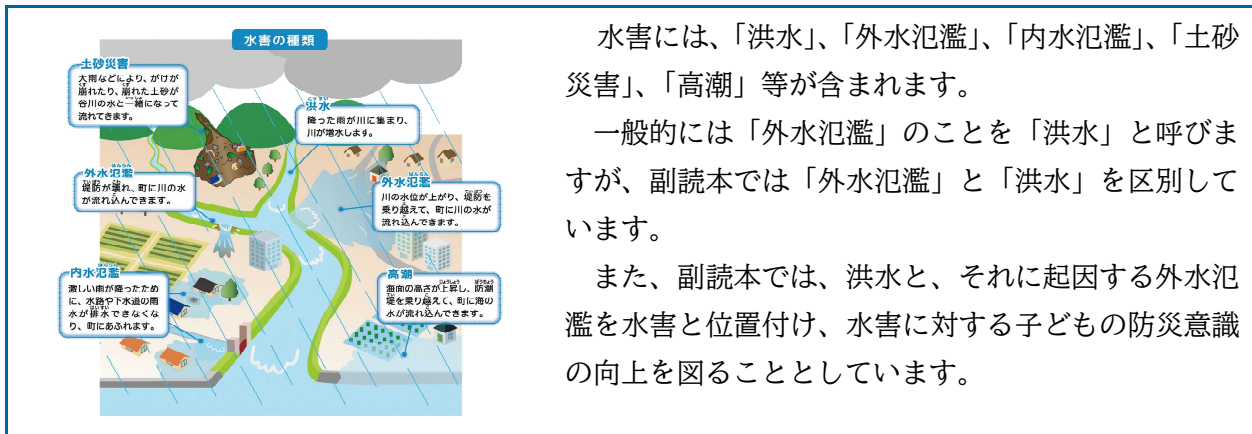 水害の種類
土砂災害
大雨などにより、がけが
崩れたり、崩れた土砂が
谷川の水と一緒になって
流れてきます。
洪水
降った雨が川に集まり、
川が増水します。
外水氾濫
堤防が壊れ、町に川の水
が流れ込んできます。
外水氾濫
川の水位が上がり、堤防を
乗り越えて、町に川の水が
流れ込んできます。
内水氾濫
激しい雨が降ったため
に、水路や下水道の雨
水が排水できなくな
り、町にあふれます。
高潮
海面の高さが上昇し、防潮
堤を乗り越えて、町に海の
水が流れ込んできます。
水害には、「洪水」、「外水氾濫」、「内水氾濫」、「土砂
災害」、「高潮」等が含まれます。
一般的には「外水氾濫」のことを「洪水」と呼びま
すが、副読本では「外水氾濫」と「洪水」を区別して
います。
また、副読本では、洪水と、それに起因する外水氾
濫を水害と位置付け、水害に対する子どもの防災意識
の向上を図ることとしています。